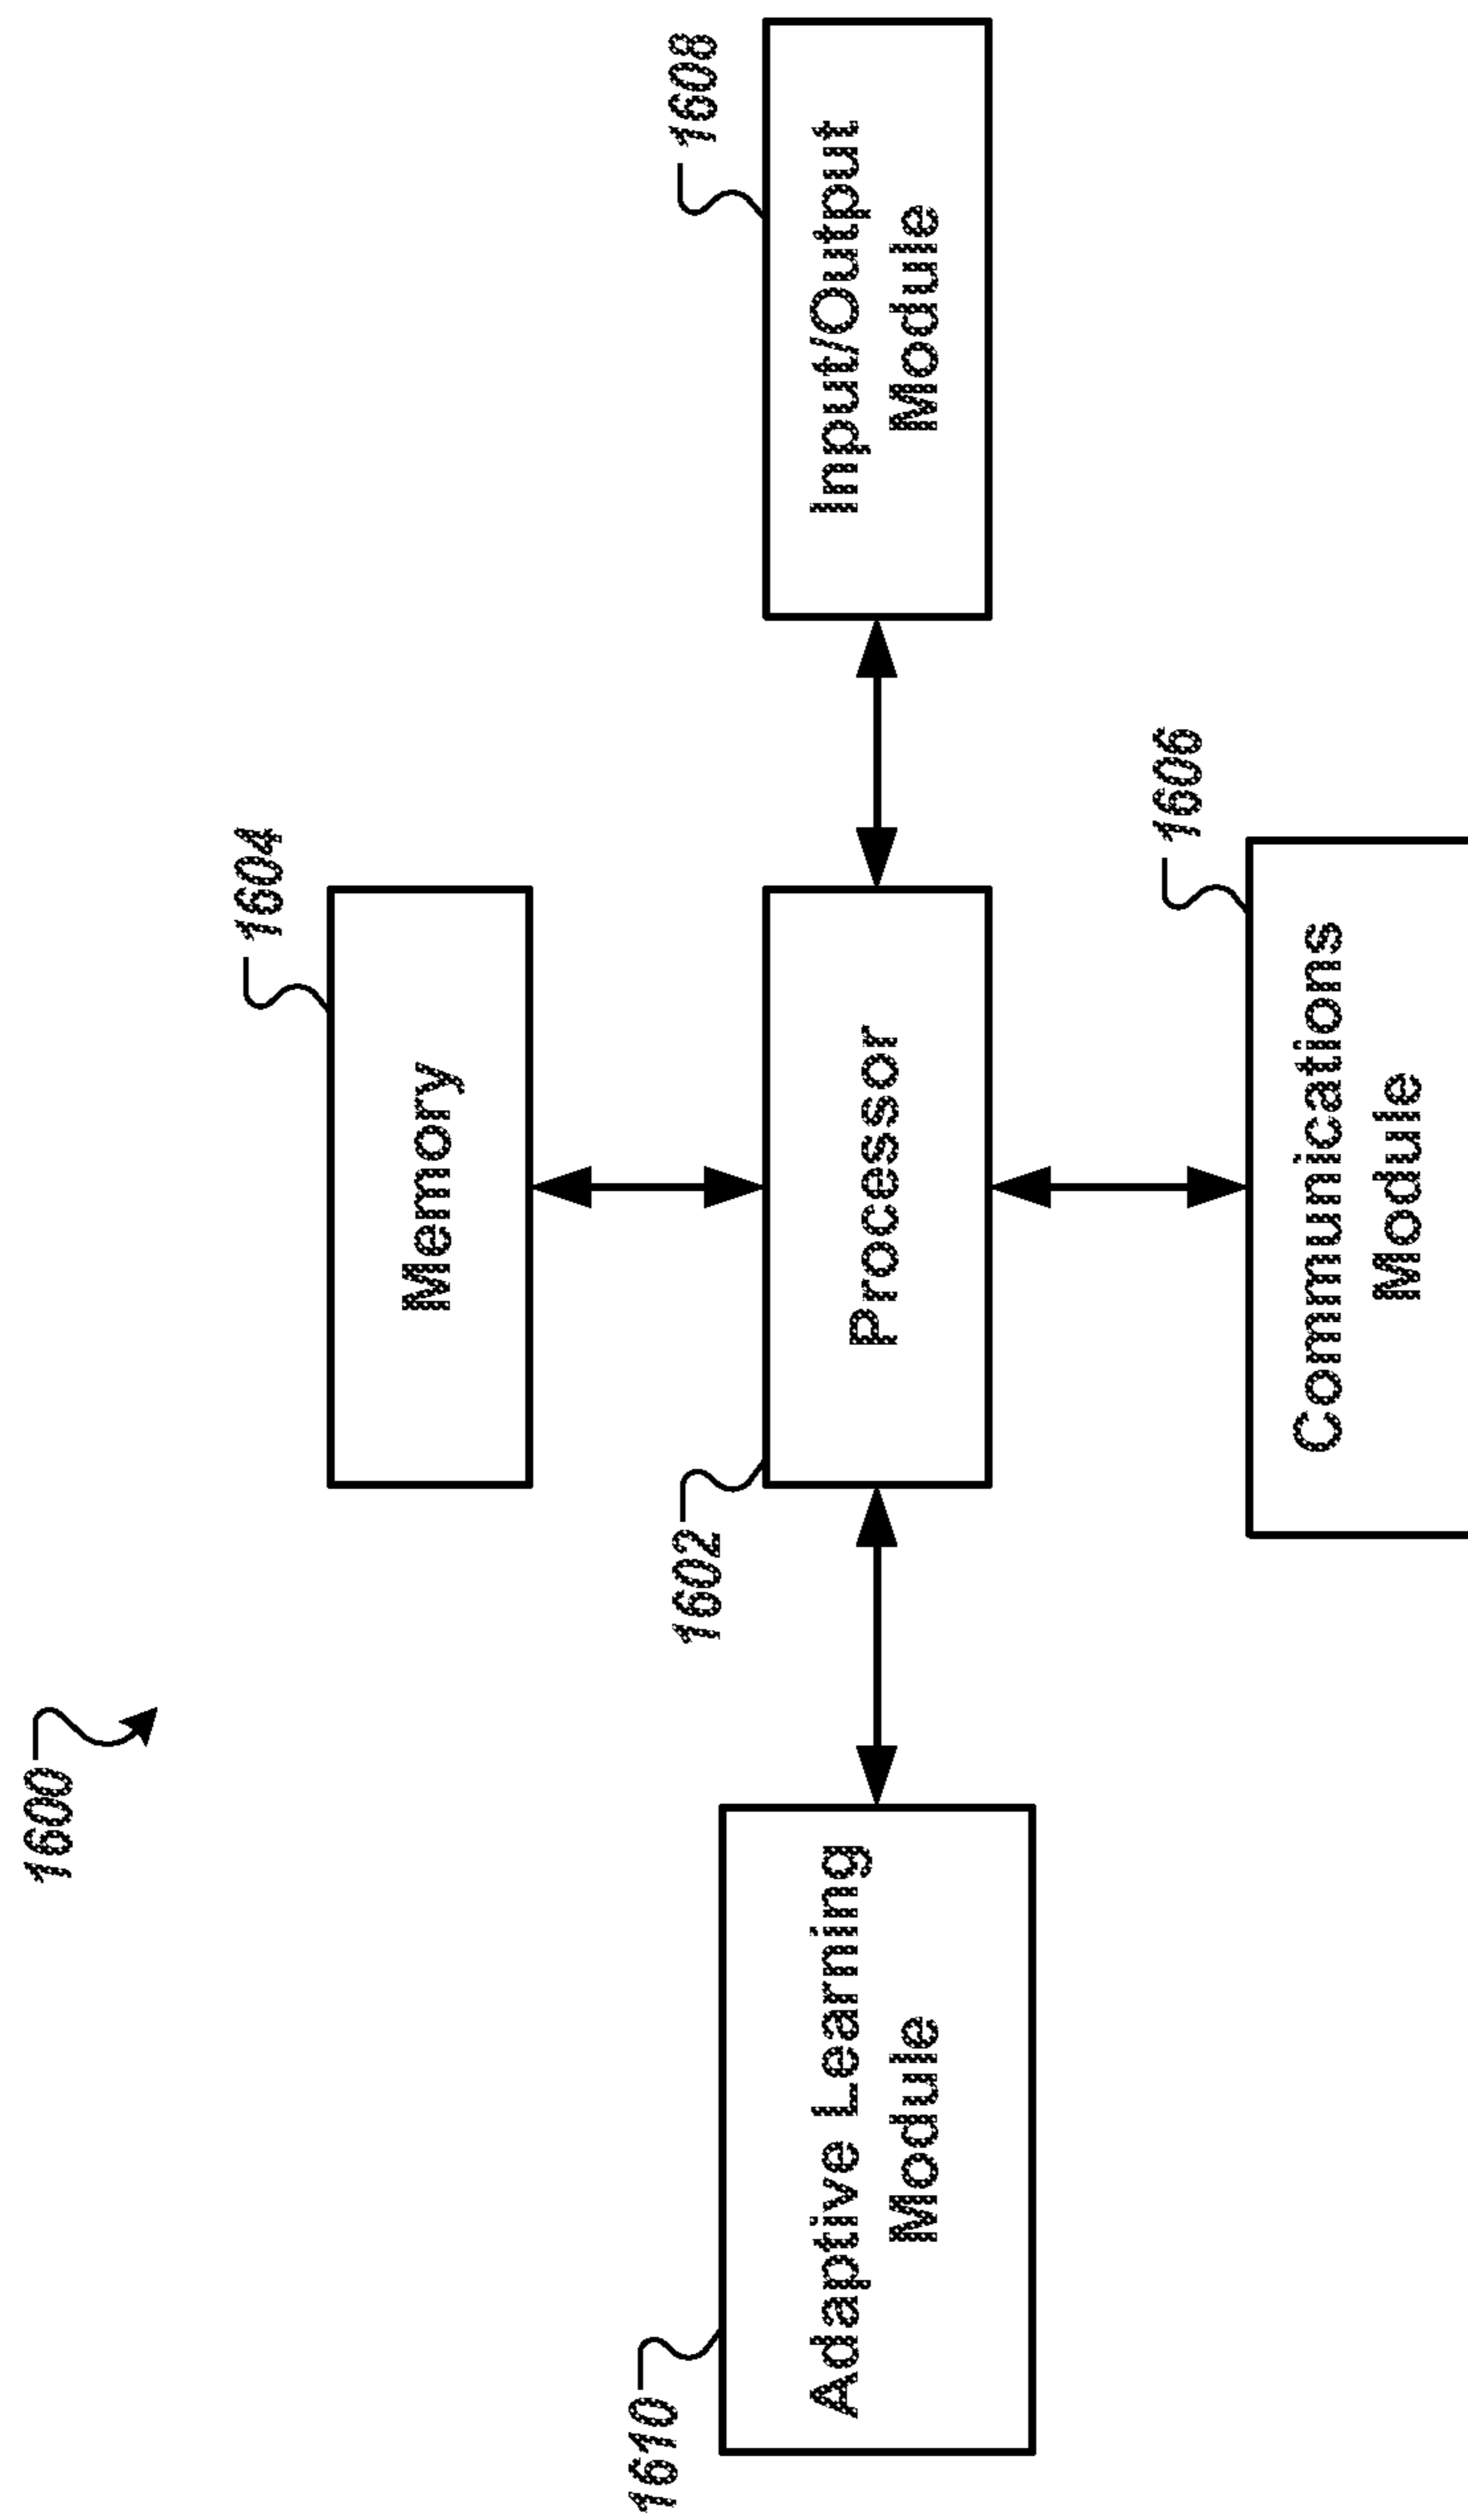 1600
1604
Memory
1610
Adaptive Learning
Module
1602
Processor
1608
Input/Output
Module
1606
Communications
Module